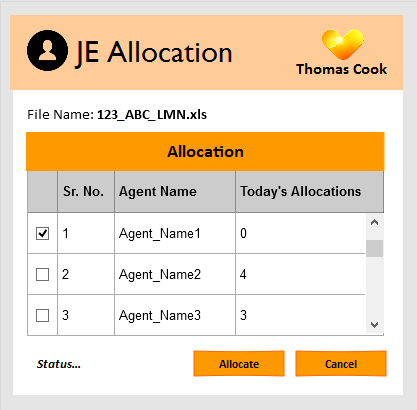 JE Allocation
Thomas Cook
File Name: 123_ABC_LMN.xls
Allocation
Sr. No. Agent Name Today's Allocations
1 Agent_Name1 0
2 Agent_Name2 4
3 Agent_Name3 3
Status... Allocate Cancel